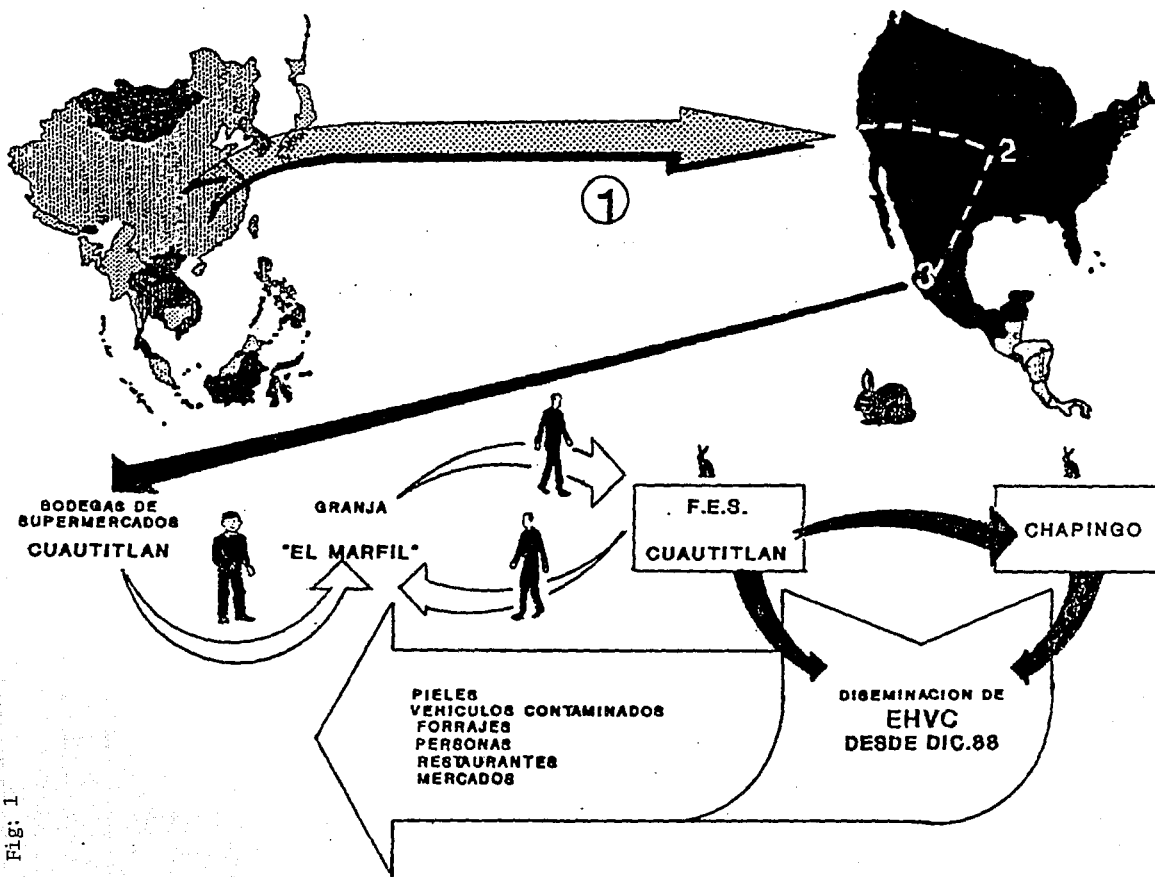 1
2
3
BODEGAS DE
SUPERMERCADOS
CUAUTITLAN
GRANJA
"EL MARFIL"
F.E.S.
CUAUTITLAN
CHAPINGO
PIELES
VEHICULOS CONTAMINADOS
FORRAJES
PERSONAS
RESTAURANTES
MERCADOS
DISEMINACION DE
EHVC
DESDE DIC.88
Fig: 1